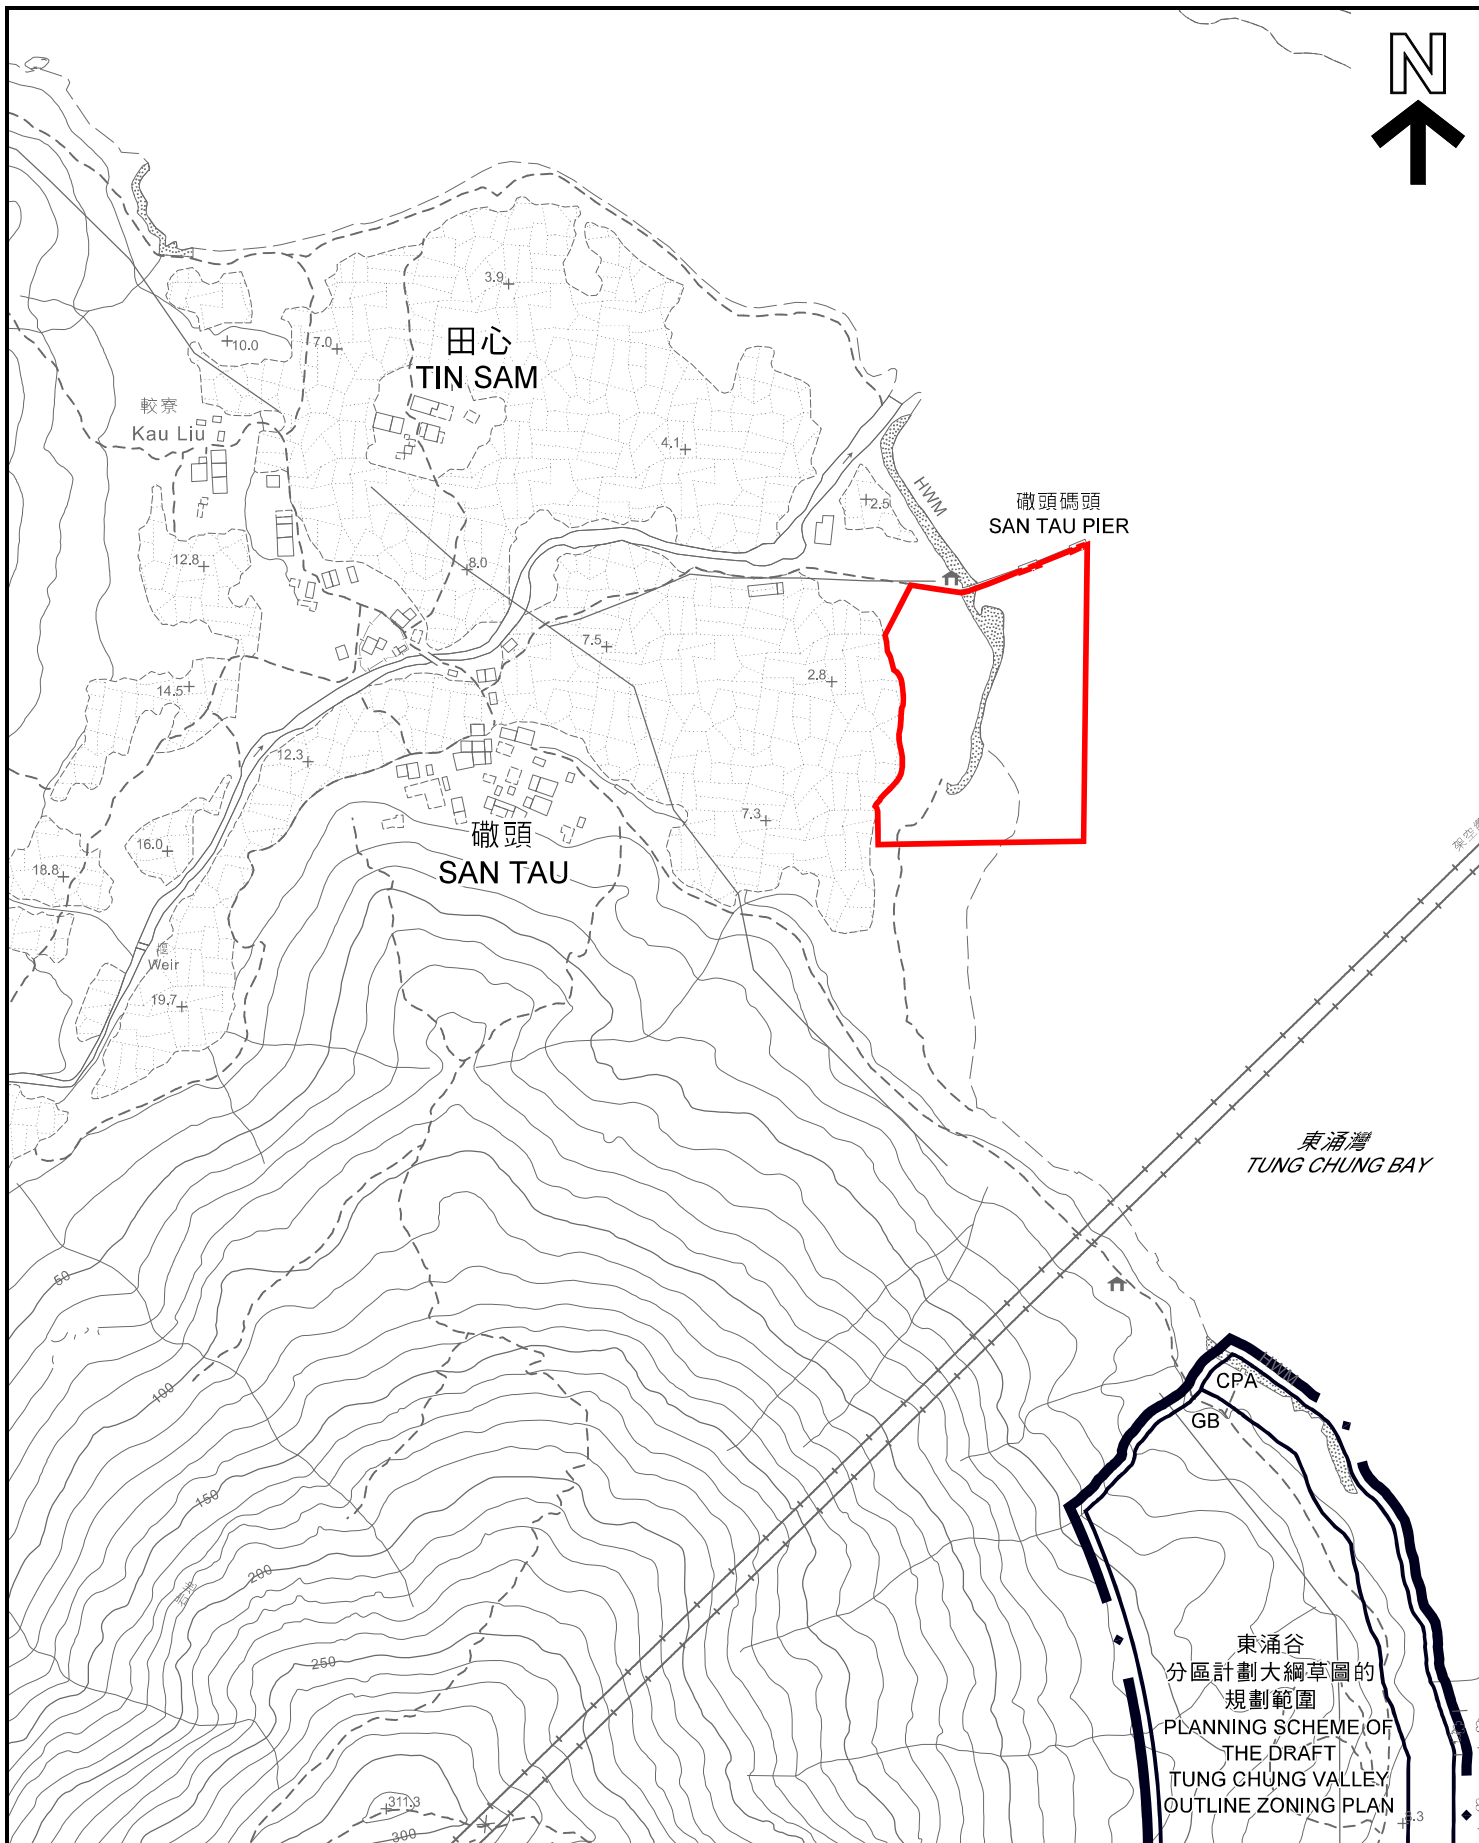 N
3.9
10.0
7.0
田心
TIN SAM
較寮
Kau Liu
4.1
2.5
HWM
磡頭碼頭
SAN TAU PIER
12.8
8.0
7.5
2.8
14.5
12.3
7.3
磡頭
SAN TAU
16.0
18.8
堰
Weir
19.7
東涌灣
TUNG CHUNG BAY
50
HWM
CPA
GB
100
150
200
250
東涌谷
分區計劃大綱草圖的
規劃範圍
PLANNING SCHEME OF
THE DRAFT
TUNG CHUNG VALLEY
OUTLINE ZONING PLAN
311.3
300